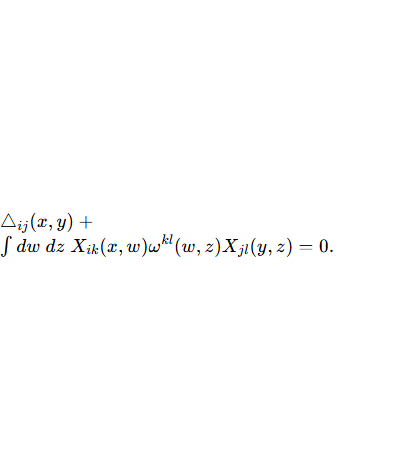 △ᵢⱼ(x, y) +
∫ dw dz Xᵢₖ(x, w)ωᵏˡ(w, z)Xⱼₗ(y, z) = 0.